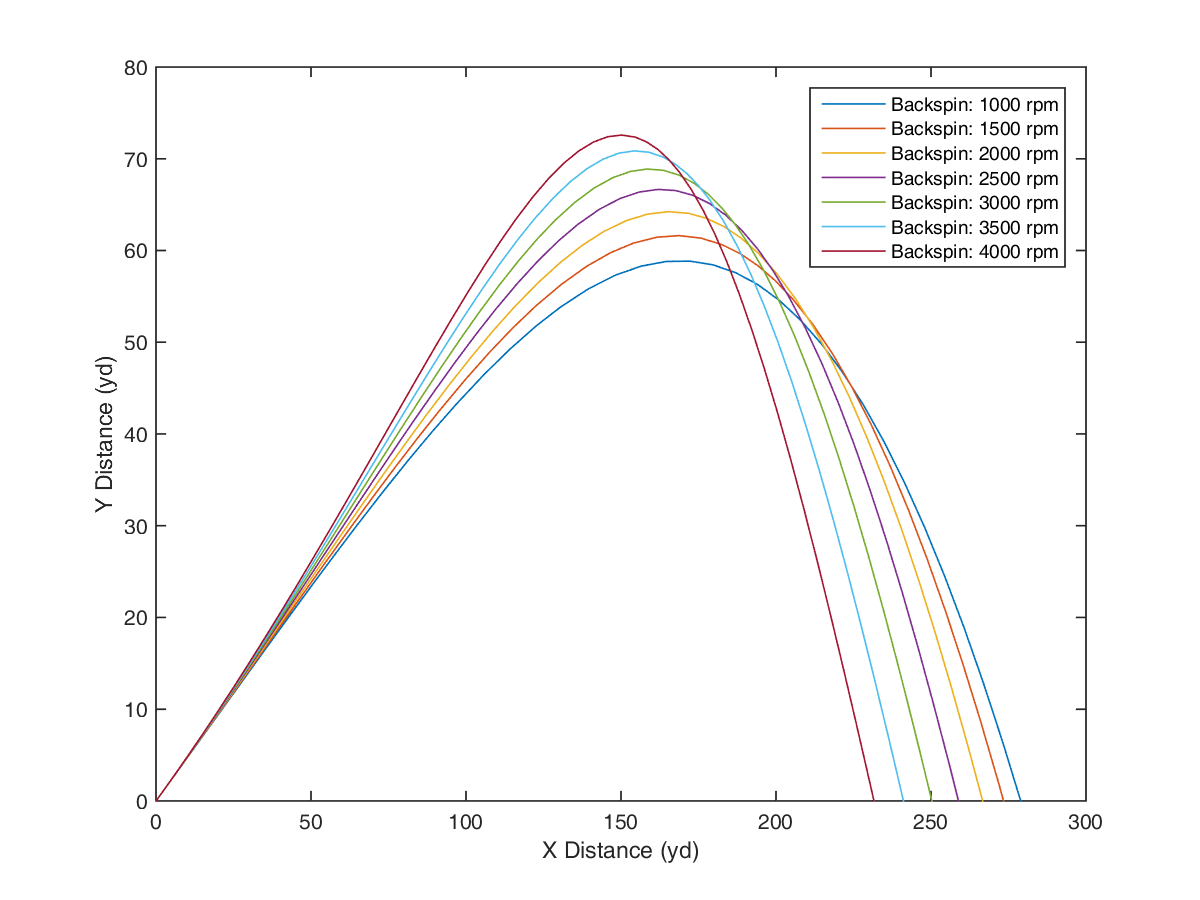 80
70
60
50
40
30
20
10
0
Y Distance (yd)
0 50 100 150 200 250 300
X Distance (yd)
Backspin: 1000 rpm
Backspin: 1500 rpm
Backspin: 2000 rpm
Backspin: 2500 rpm
Backspin: 3000 rpm
Backspin: 3500 rpm
Backspin: 4000 rpm